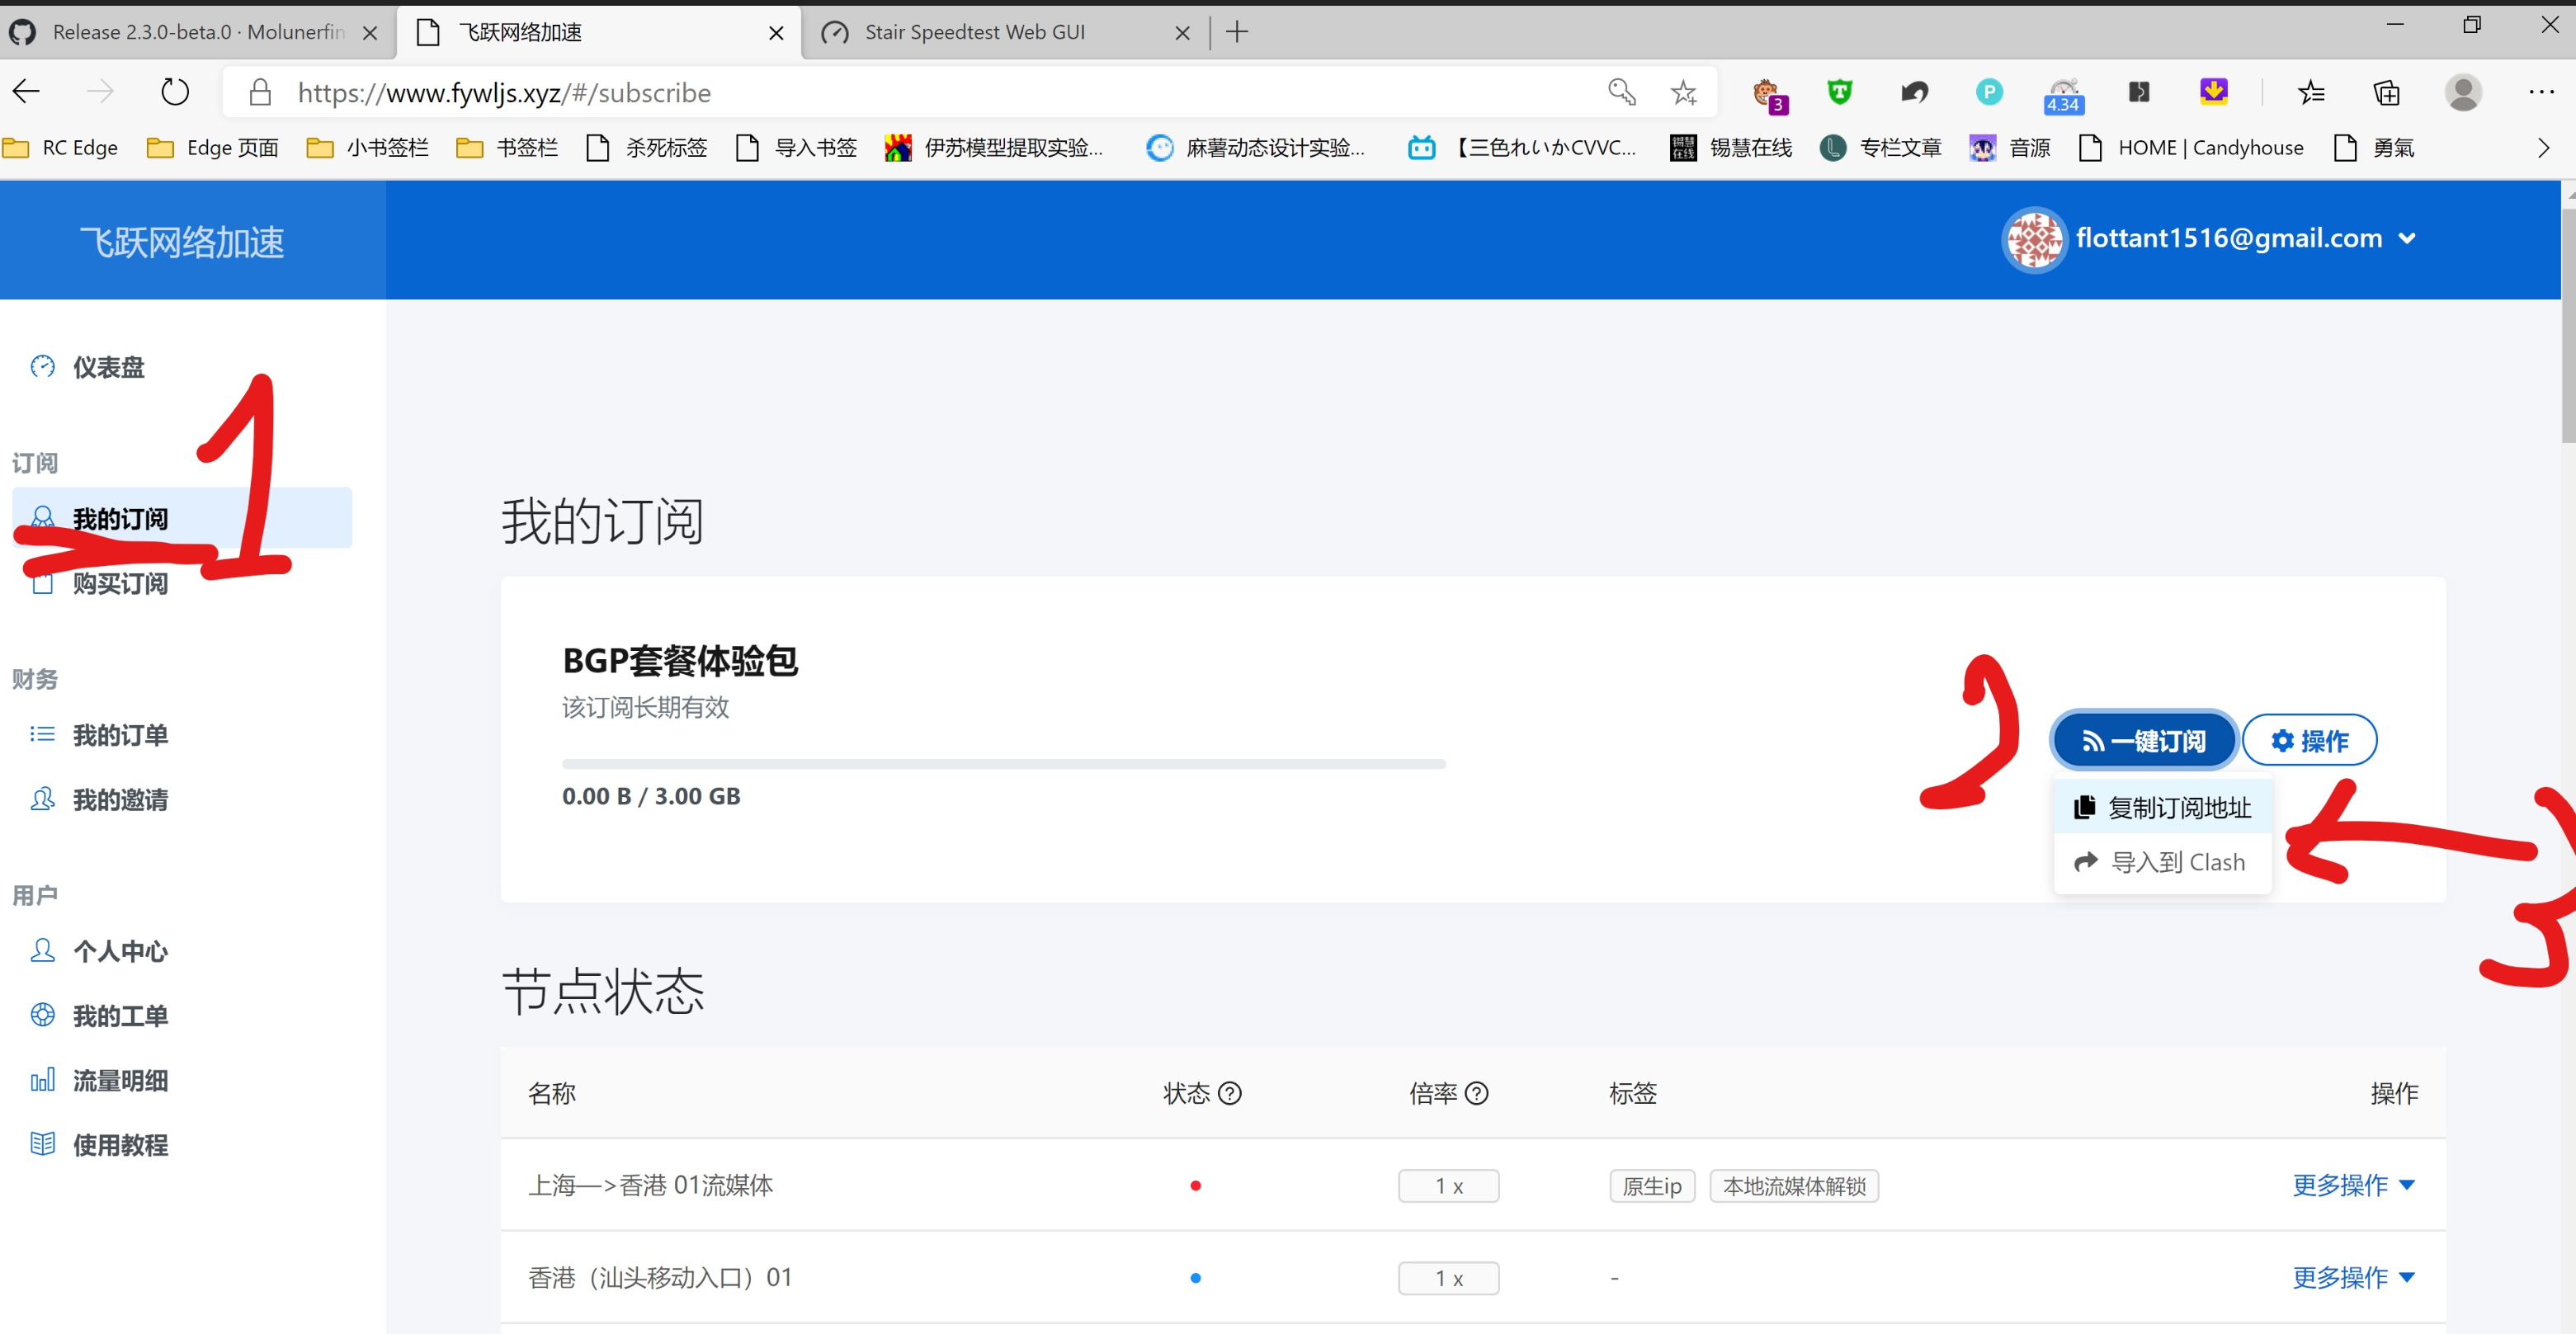 Release 2.3.0-beta.0 · Molunerfin
飞跃网络加速
Stair Speedtest Web GUI
https://www.fywljs.xyz/#/subscribe
3
T
P
4.34
RC Edge
Edge 页面
小书签栏
书签栏
杀死标签
导入书签
伊苏模型提取实验...
麻薯动态设计实验...
【三色れいかCVVC...
锡慧在线
锡慧在线
专栏文章
音源
HOME | Candyhouse
勇氣
飞跃网络加速
flottant1516@gmail.com
仪表盘
1
订阅
我的订阅
购买订阅
财务
我的订单
我的邀请
用户
个人中心
我的工单
流量明细
使用教程
我的订阅
BGP套餐体验包
该订阅长期有效
0.00 B / 3.00 GB
2
一键订阅
操作
复制订阅地址
导入到 Clash
3
节点状态
名称
状态
倍率
标签
操作
上海—>香港 01流媒体
1 x
原生ip
本地流媒体解锁
更多操作
香港（汕头移动入口）01
1 x
-
更多操作